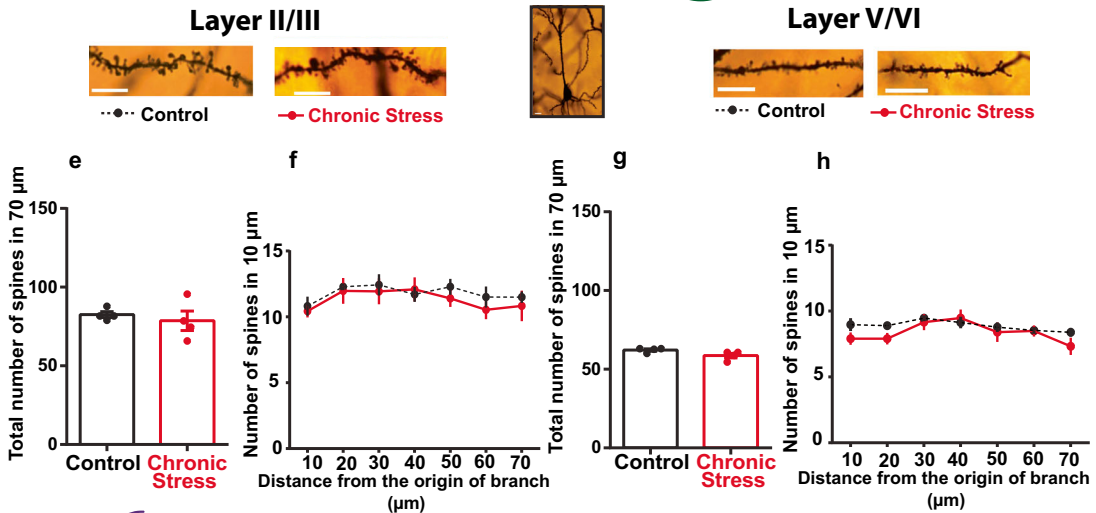 Layer II/III
Layer V/VI
Control
Chronic Stress
Control
Chronic Stress
e
Total number of spines in 70 µm
150
100
50
0
Control
Chronic
Stress
f
Number of spines in 10 µm
15
10
5
0
10 20 30 40 50 60 70
Distance from the origin of branch
(µm)
g
Total number of spines in 70 µm
150
100
50
0
Control
Chronic
Stress
h
Number of spines in 10 µm
15
10
5
0
10 20 30 40 50 60 70
Distance from the origin of branch
(µm)